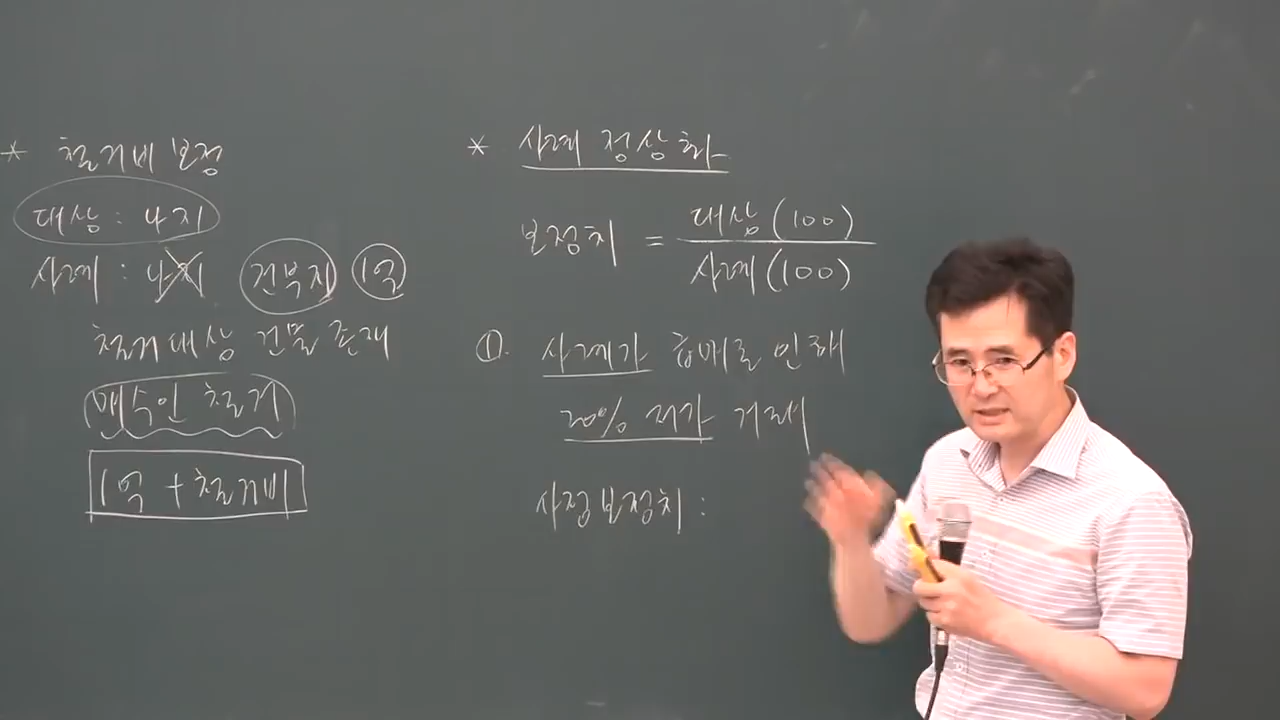 * 철거비 보정
대상 : 나지
사례 : 나지 건부지 1억
철거대상 건물 존재
매수인 철거
1억 + 철거비
* 사례 정상화
보정치 = 대상(100) / 사례(100)
①. 사례가 급매로 인해
20% 저가 거래
사정보정치 :